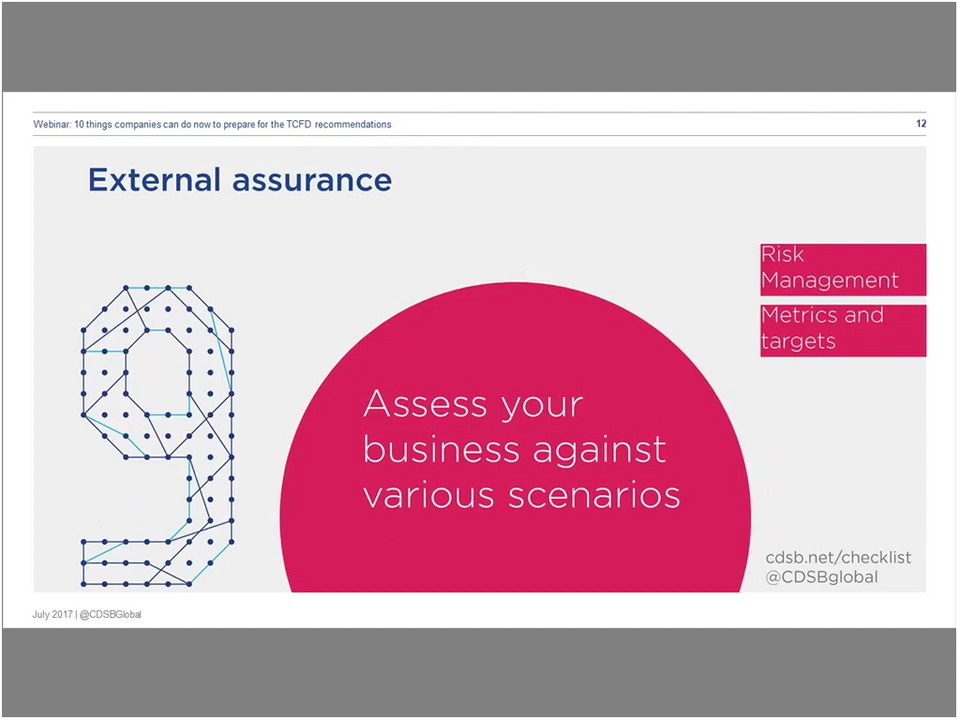 Webinar: 10 things companies can do now to prepare for the TCFD recommendations
12
External assurance
9
Risk
Management
Metrics and
targets
Assess your
business against
various scenarios
cdsb.net/checklist
@CDSBglobal
July 2017 | @CDSBGlobal